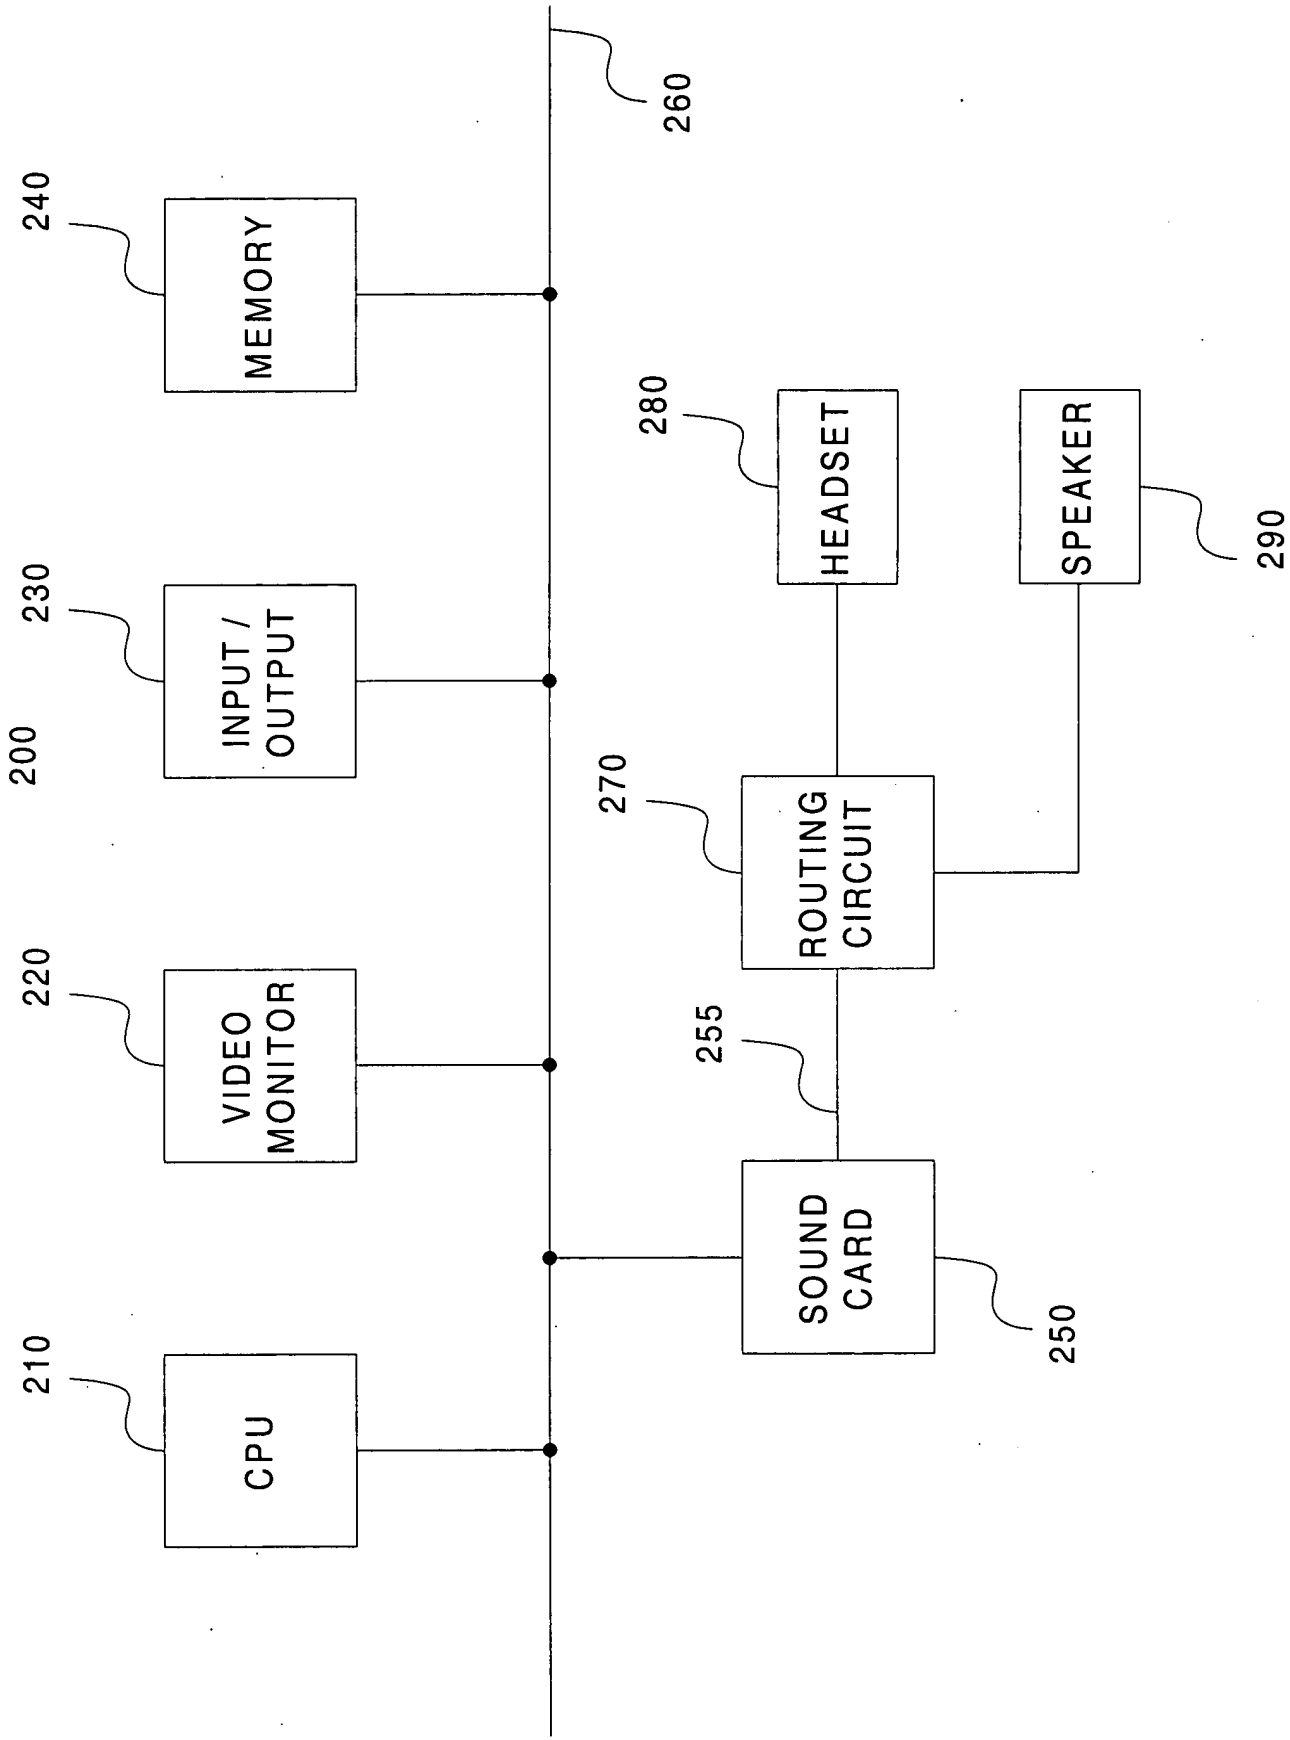 200
210
220
230
240
CPU
VIDEO
MONITOR
INPUT /
OUTPUT
MEMORY
260
255
270
280
SOUND
CARD
ROUTING
CIRCUIT
HEADSET
SPEAKER
250
290